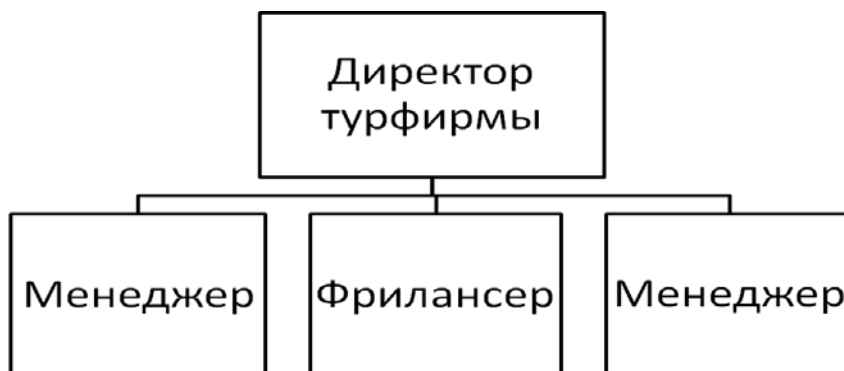 Директор
турфирмы
Менеджер
Фрилансер
Менеджер